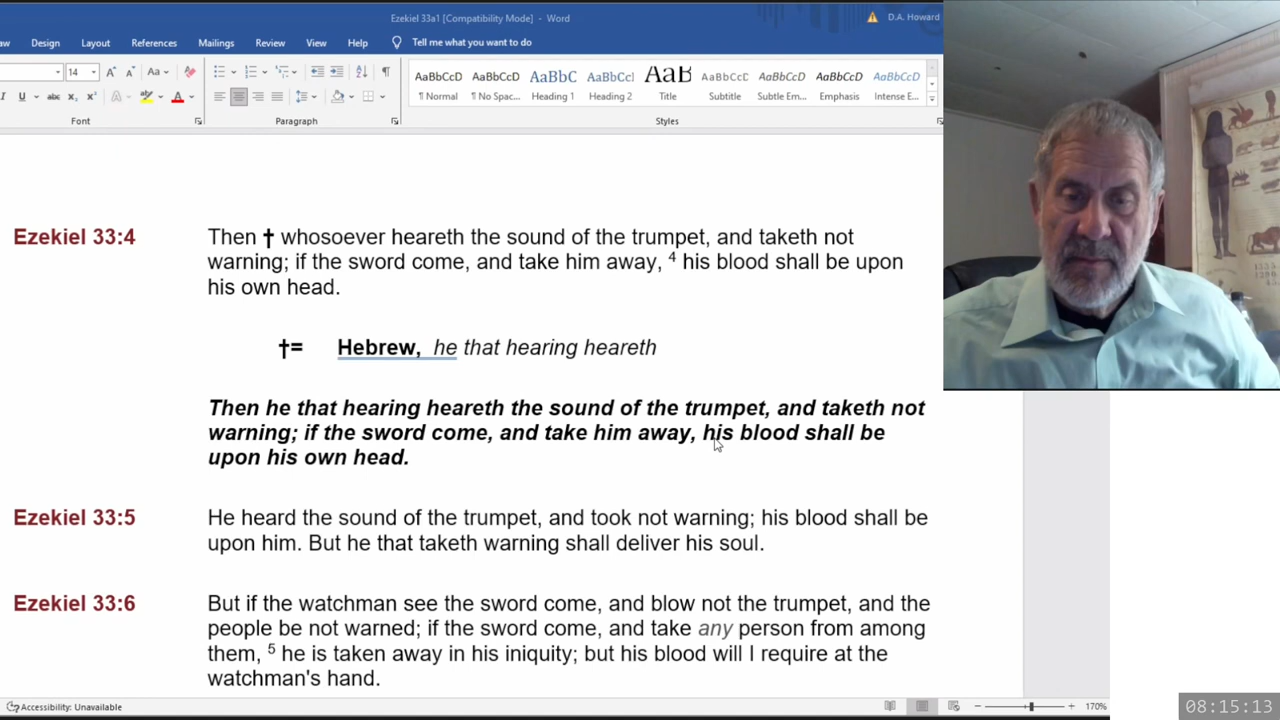 Ezekiel 33a1 [Compatibility Mode] - Word
D.A. Howard
aw Design Layout References Mailings Review View Help Tell me what you want to do
14
Aa
U abc X₂ X² A A
AaBbCcD AaBbCcD AaBbC AaBbCcI AaB AaBbCcD AaBbCcD AaBbCcD AaBbCcD
¶ Normal ¶ No Spac... Heading 1 Heading 2 Title Subtitle Subtle Em... Emphasis Intense E...
Font Paragraph Styles
Ezekiel 33:4 Then † whosoever heareth the sound of the trumpet, and taketh not
warning; if the sword come, and take him away, ⁴ his blood shall be upon
his own head.
†= Hebrew, he that hearing heareth
Then he that hearing heareth the sound of the trumpet, and taketh not
warning; if the sword come, and take him away, his blood shall be
upon his own head.
Ezekiel 33:5 He heard the sound of the trumpet, and took not warning; his blood shall be
upon him. But he that taketh warning shall deliver his soul.
Ezekiel 33:6 But if the watchman see the sword come, and blow not the trumpet, and the
people be not warned; if the sword come, and take any person from among
them, ⁵ he is taken away in his iniquity; but his blood will I require at the
watchman's hand.
Accessibility: Unavailable
170%
08:15:13